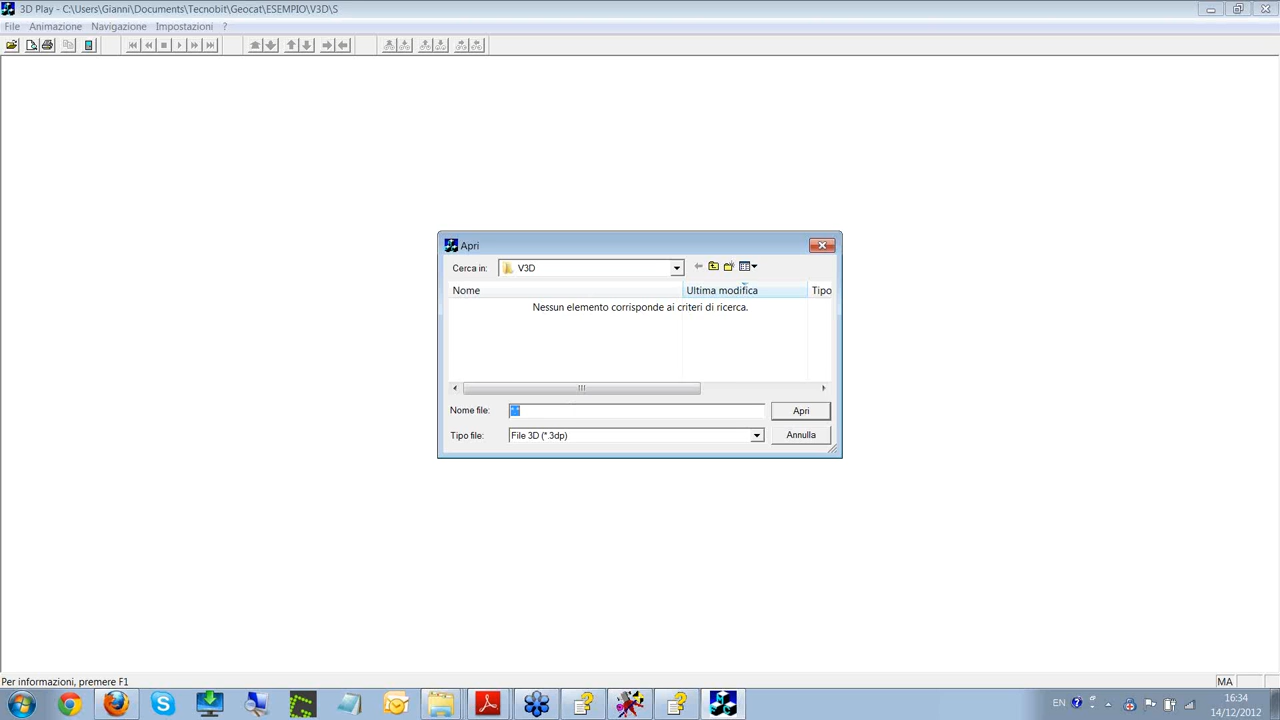 3D Play - C:\Users\Gianni\Documents\Tecnobit\Geocat\ESEMPIO\V3D\S
File Animazione Navigazione Impostazioni ?
Apri
Cerca in: V3D
Nome Ultima modifica Tipo
Nessun elemento corrisponde ai criteri di ricerca.
Nome file: Apri
Tipo file: File 3D (*.3dp) Annulla
Per informazioni, premere F1 MA
EN 16:34
14/12/2012